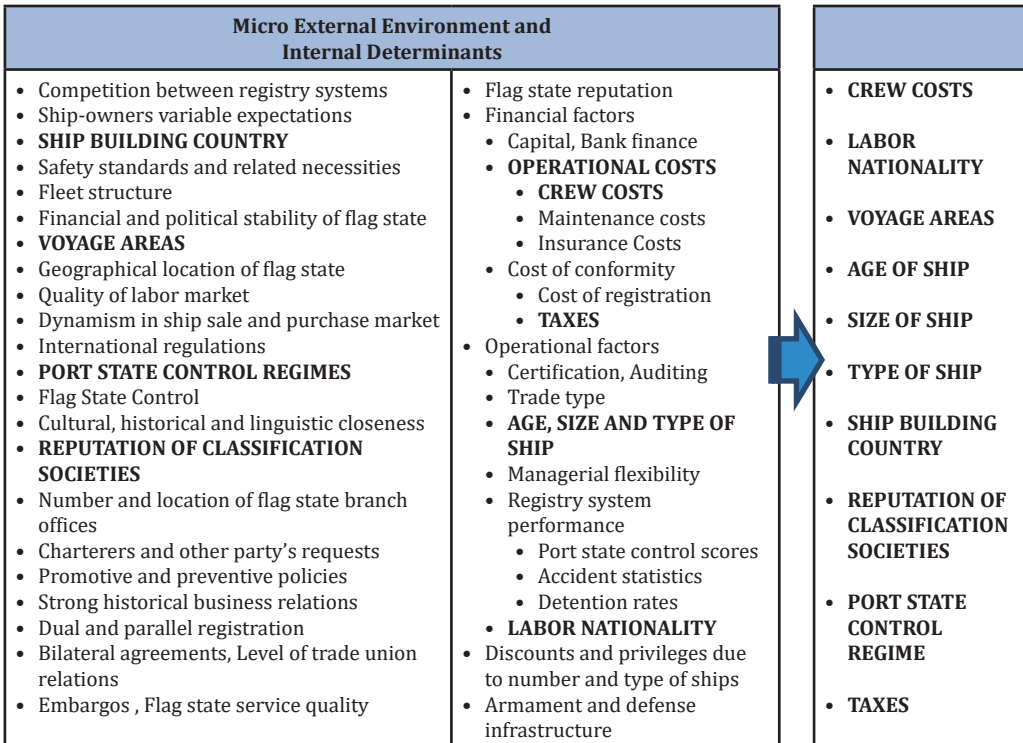 Micro External Environment and
Internal Determinants
• Competition between registry systems
• Ship-owners variable expectations
• SHIP BUILDING COUNTRY
• Safety standards and related necessities
• Fleet structure
• Financial and political stability of flag state
• VOYAGE AREAS
• Geographical location of flag state
• Quality of labor market
• Dynamism in ship sale and purchase market
• International regulations
• PORT STATE CONTROL REGIMES
• Flag State Control
• Cultural, historical and linguistic closeness
• REPUTATION OF CLASSIFICATION
SOCIETIES
• Number and location of flag state branch
offices
• Charterers and other party's requests
• Promotive and preventive policies
• Strong historical business relations
• Dual and parallel registration
• Bilateral agreements, Level of trade union
relations
• Embargos , Flag state service quality
• Flag state reputation
• Financial factors
• Capital, Bank finance
• OPERATIONAL COSTS
• CREW COSTS
• Maintenance costs
• Insurance Costs
• Cost of conformity
• Cost of registration
• TAXES
• Operational factors
• Certification, Auditing
• Trade type
• AGE, SIZE AND TYPE OF
SHIP
• Managerial flexibility
• Registry system
performance
• Port state control scores
• Accident statistics
• Detention rates
• LABOR NATIONALITY
• Discounts and privileges due
to number and type of ships
• Armament and defense
infrastructure
• CREW COSTS
• LABOR
NATIONALITY
• VOYAGE AREAS
• AGE OF SHIP
• SIZE OF SHIP
• TYPE OF SHIP
• SHIP BUILDING
COUNTRY
• REPUTATION OF
CLASSIFICATION
SOCIETIES
• PORT STATE
CONTROL
REGIME
• TAXES